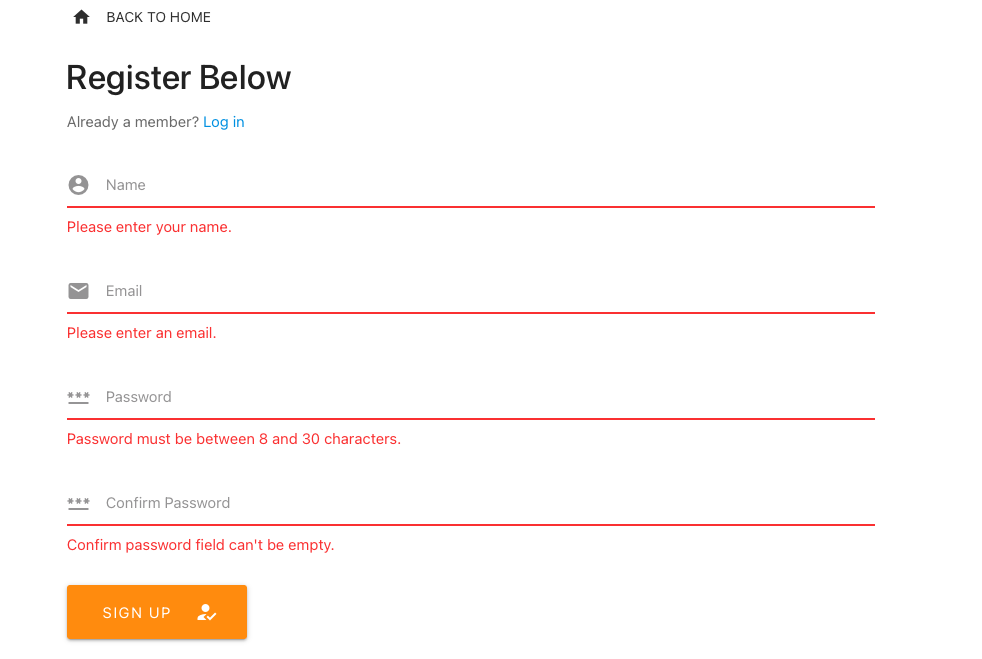 BACK TO HOME
Register Below
Already a member? Log in
Name
Please enter your name.
Email
Please enter an email.
*** Password
Password must be between 8 and 30 characters.
*** Confirm Password
Confirm password field can't be empty.
SIGN UP